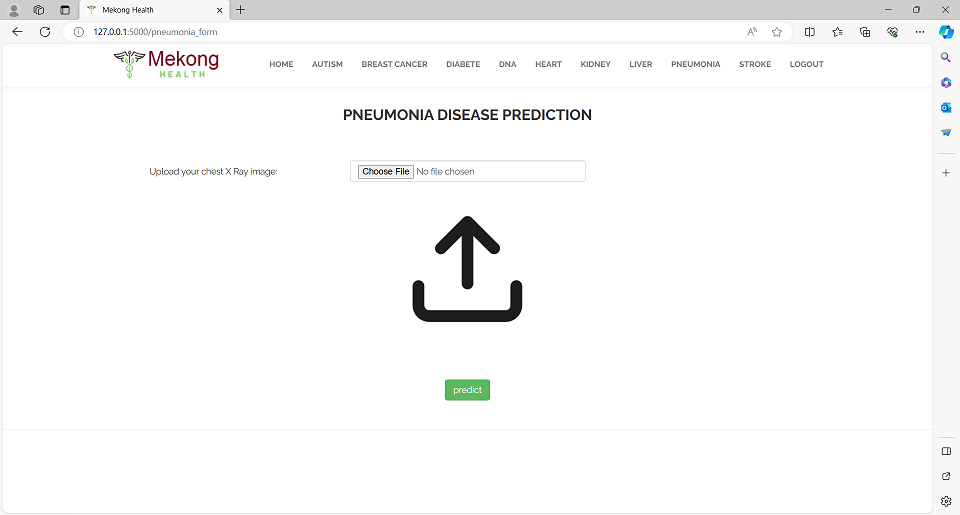 Mekong Health
127.0.0.1:5000/pneumonia_form
Mekong
HEALTH
HOME AUTISM BREAST CANCER DIABETE DNA HEART KIDNEY LIVER PNEUMONIA STROKE LOGOUT
PNEUMONIA DISEASE PREDICTION
Upload your chest X Ray image: Choose File No file chosen
predict